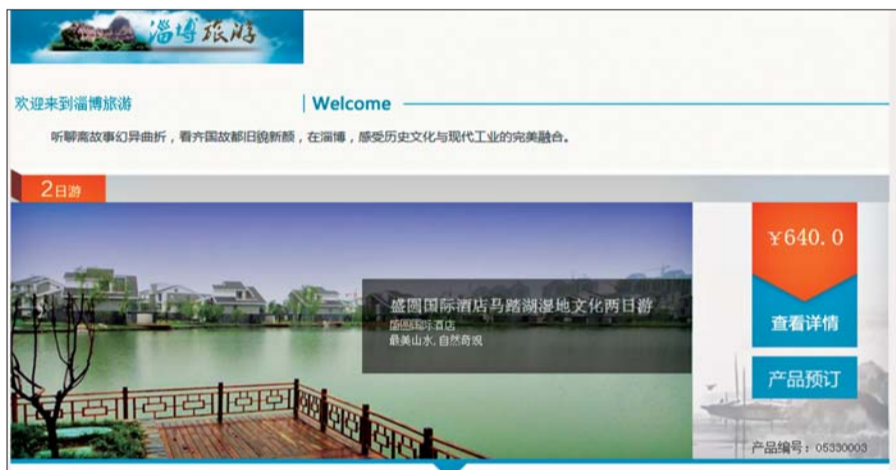 淄博旅游
欢迎来到淄博旅游
Welcome
听聊斋故事幻异曲折，看齐国故都旧貌新颜，在淄博，感受历史文化与现代工业的完美融合。
2日游
¥640.0
盛圆国际酒店马踏湖湿地文化两日游
盛圆国际酒店
最美山水,自然奇观
查看详情
产品预订
产品编号：05330003